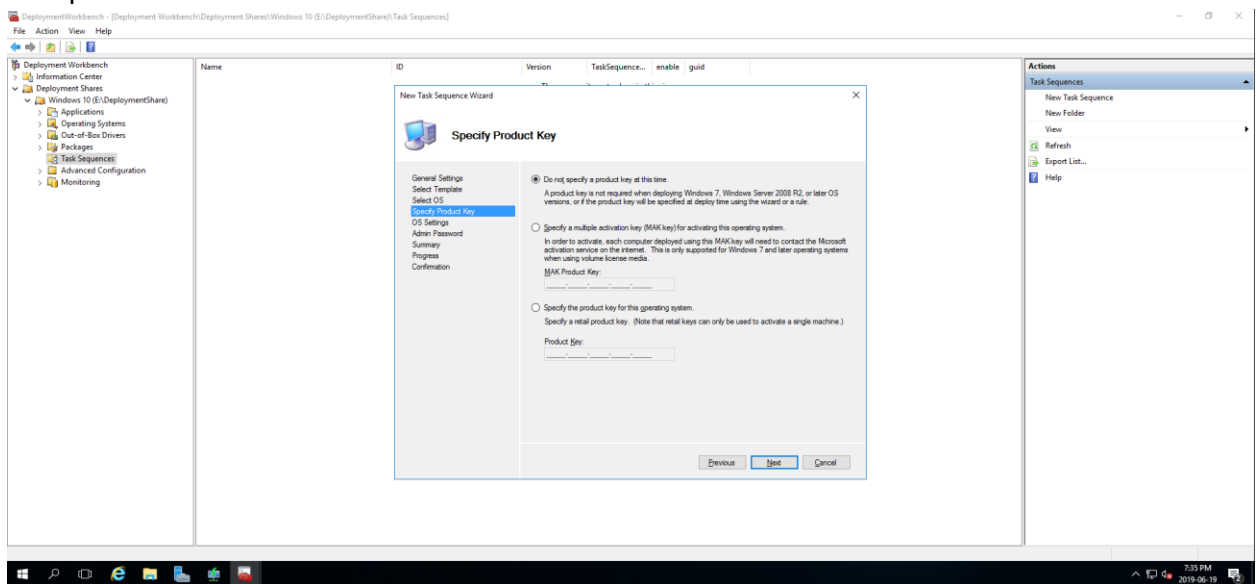 DeploymentWorkbench - [Deployment Workbench\Deployment Shares\Windows 10 (E:\DeploymentShare)\Task Sequences]
File Action View Help
Deployment Workbench
Information Center
Deployment Shares
Windows 10 (E:\DeploymentShare)
Applications
Operating Systems
Out-of-Box Drivers
Packages
Task Sequences
Advanced Configuration
Monitoring
Name ID Version TaskSequence... enable guid
New Task Sequence Wizard
Specify Product Key
General Settings
Select Template
Select OS
Specify Product Key
OS Settings
Admin Password
Summary
Progress
Confirmation
Do not specify a product key at this time.
A product key is not required when deploying Windows 7, Windows Server 2008 R2, or later OS
versions, or if the product key will be specified at deploy time using the wizard or a rule.
Specify a multiple activation key (MAK key) for activating this operating system.
In order to activate, each computer deployed using this MAK key will need to contact the Microsoft
activation service on the internet. This is only supported for Windows 7 and later operating systems
when using volume license media.
MAK Product Key:
_____-_____-_____-_____-_____
Specify the product key for this operating system.
Specify a retail product key. (Note that retail keys can only be used to activate a single machine.)
Product Key:
_____-_____-_____-_____-_____
Previous Next Cancel
Actions
Task Sequences
New Task Sequence
New Folder
View
Refresh
Export List...
Help
7:35 PM
2019-06-19